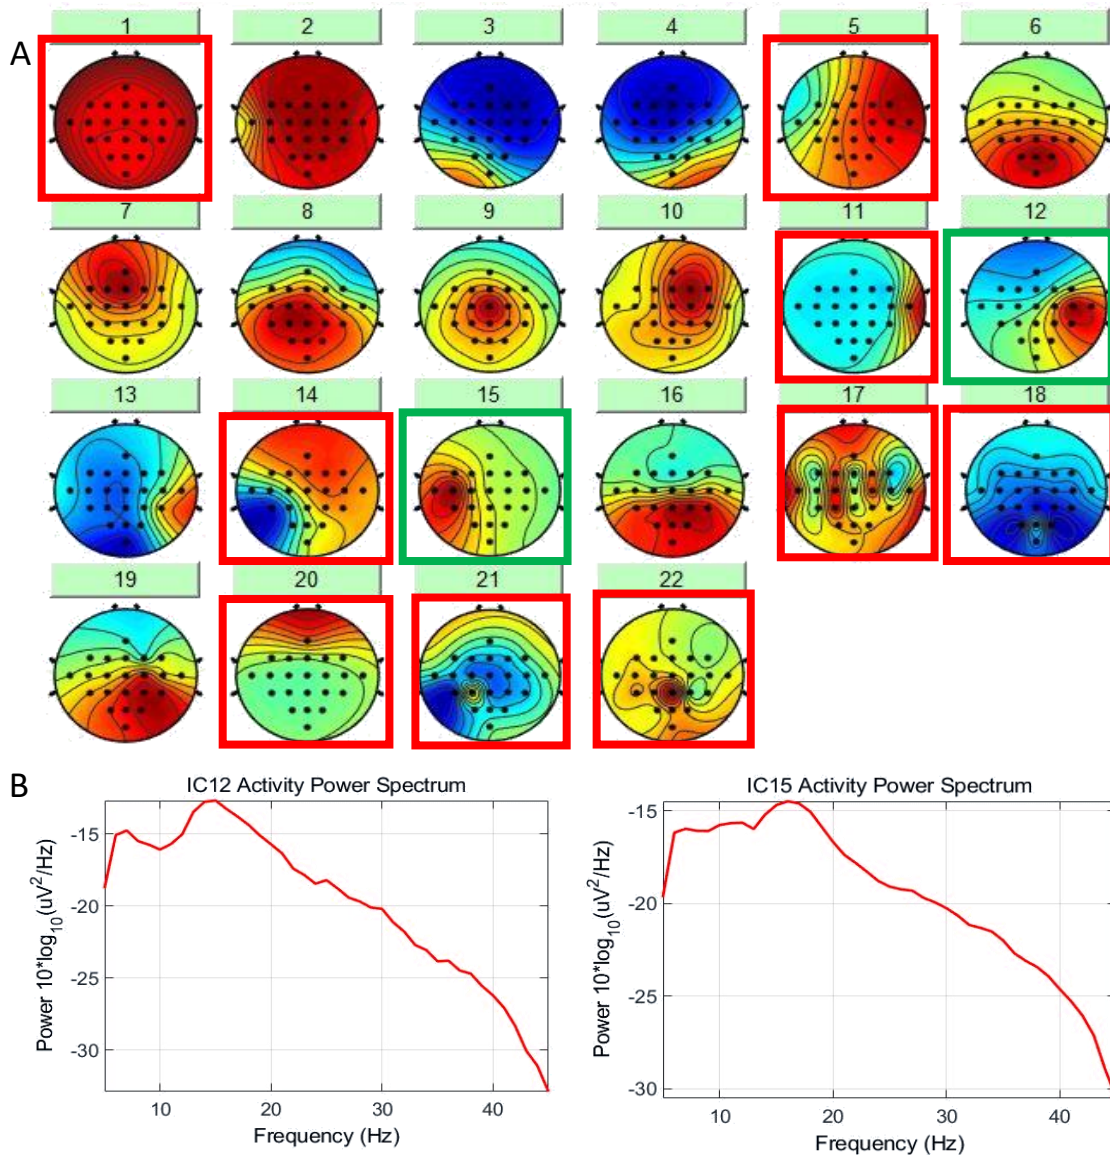 A
1 2 3 4 5 6
7 8 9 10 11 12
13 14 15 16 17 18
19 20 21 22
B
IC12 Activity Power Spectrum
-15
-20
-25
-30
10 20 30 40
Frequency (Hz)
Power 10*log10(uV2/Hz)
IC15 Activity Power Spectrum
-15
-20
-25
-30
10 20 30 40
Frequency (Hz)
Power 10*log10(uV2/Hz)